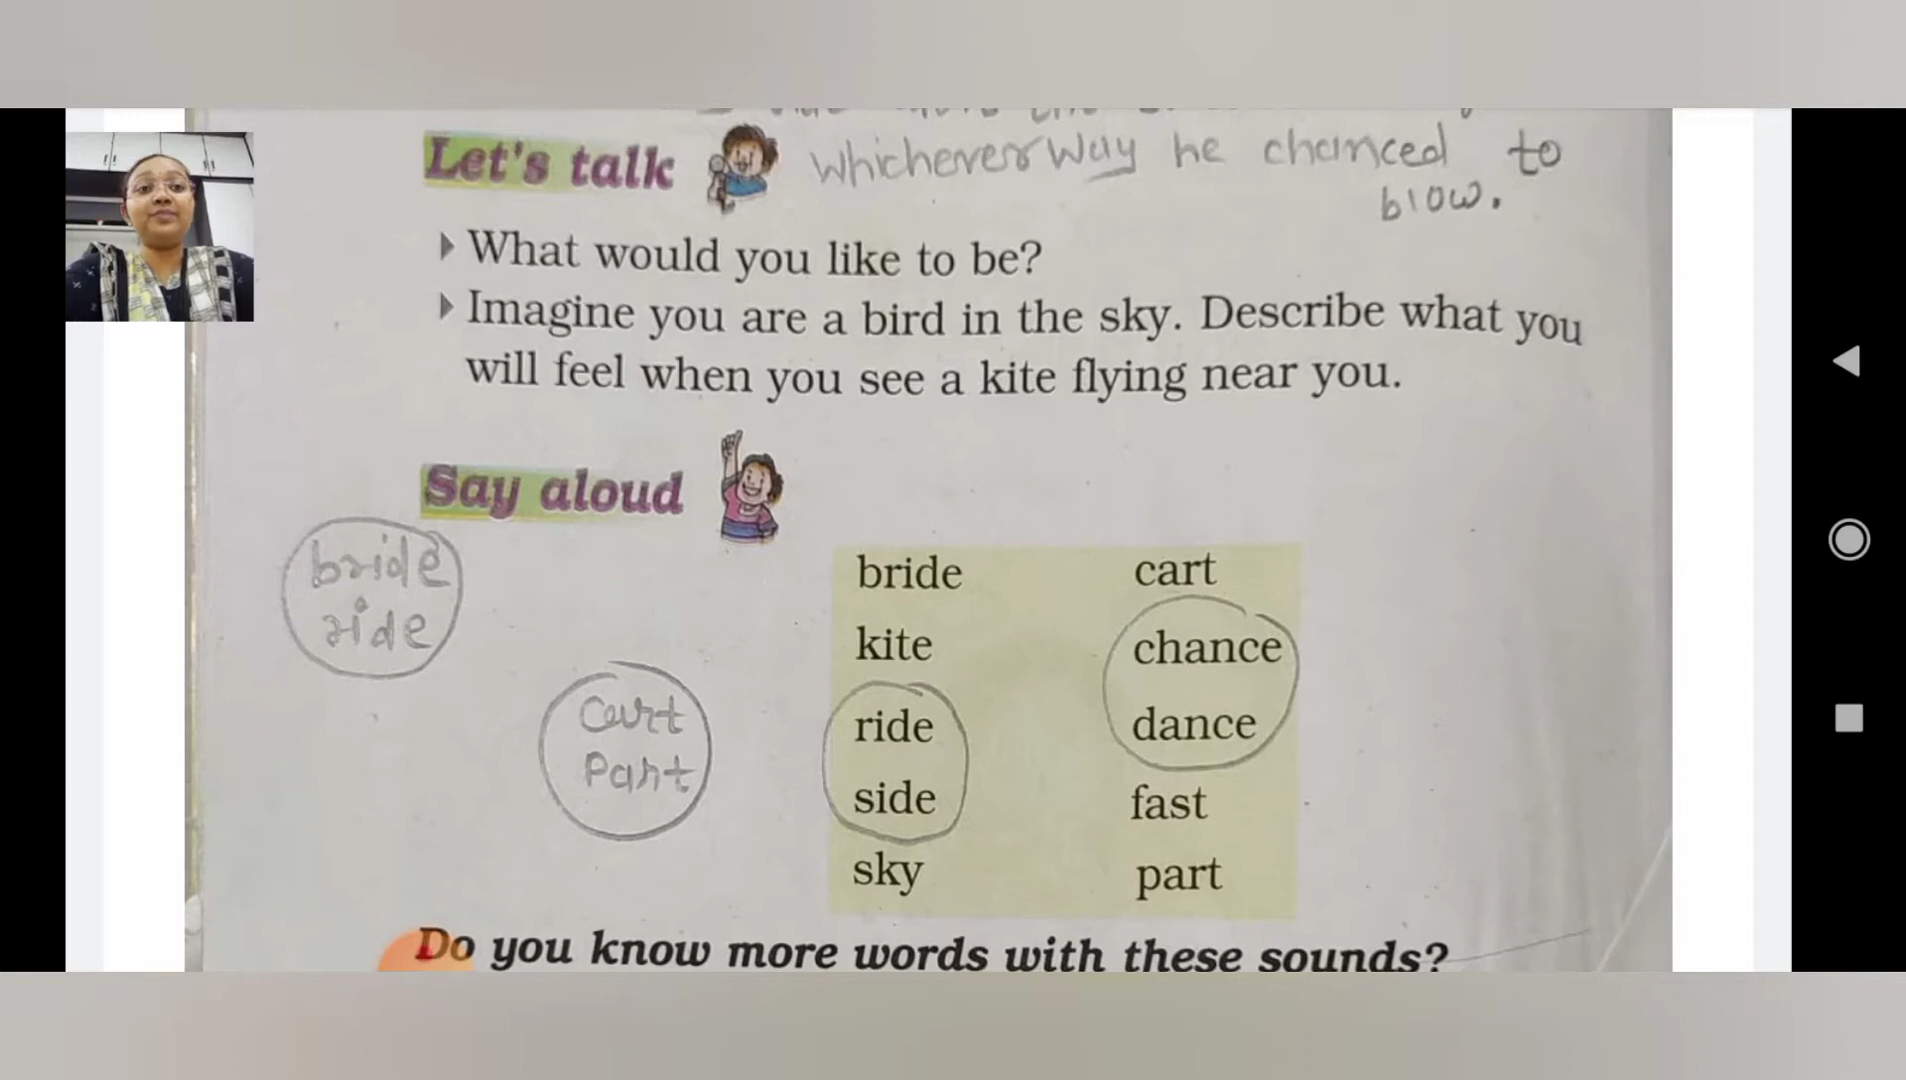 Let's talk
whichever way he chanced to
blow.
What would you like to be?
Imagine you are a bird in the sky. Describe what you
will feel when you see a kite flying near you.
Say aloud
bride
ride
cart
part
bride cart
kite chance
ride dance
side fast
sky part
Do you know more words with these sounds?